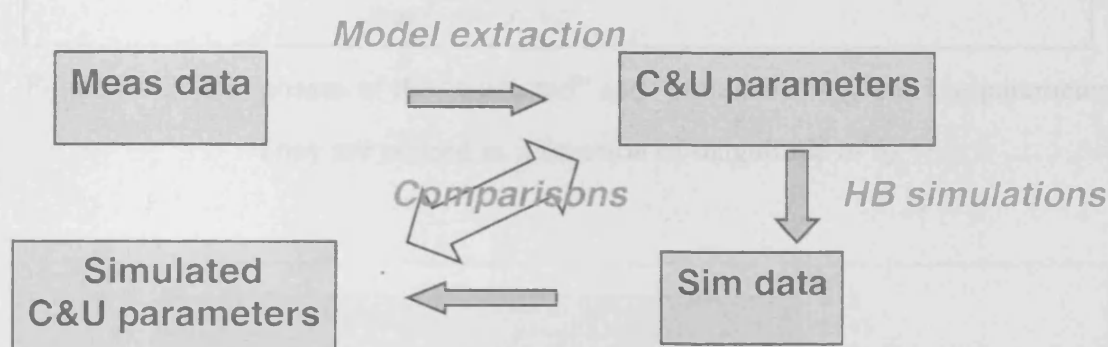 Model extraction
Meas data
C&U parameters
Comparisons
HB simulations
Simulated
C&U parameters
Sim data